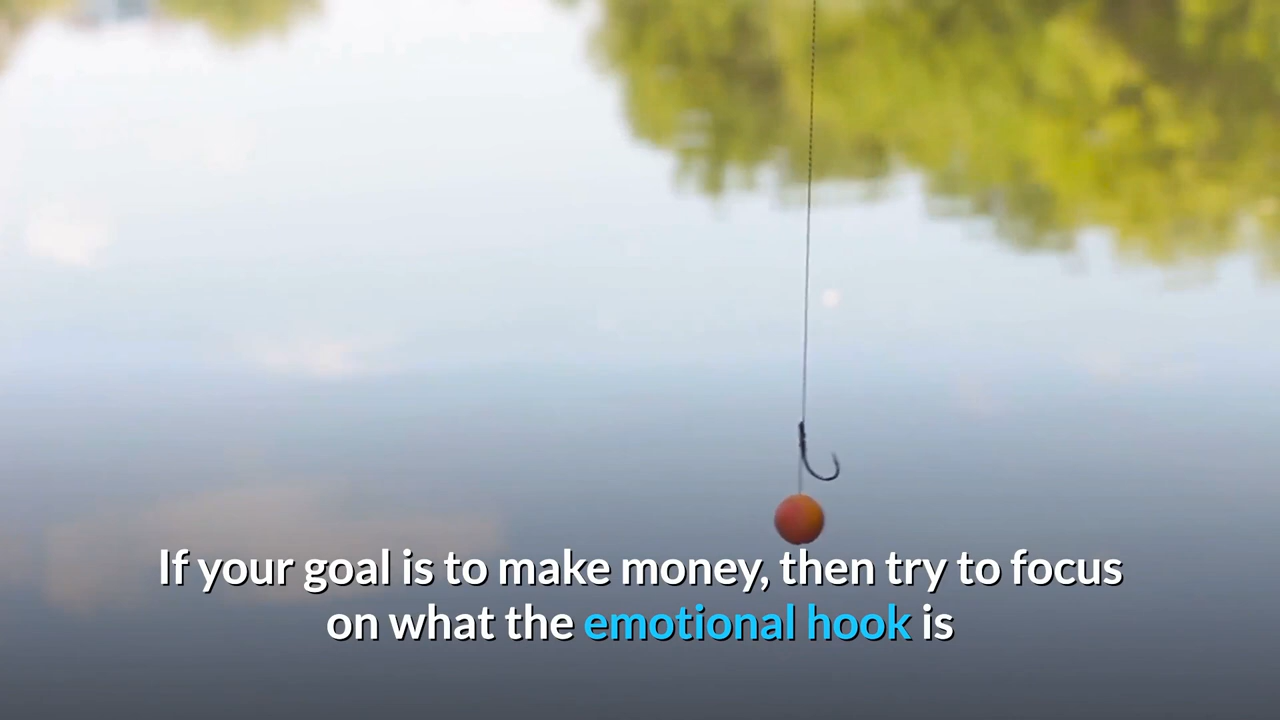 If your goal is to make money, then try to focus
on what the emotional hook is